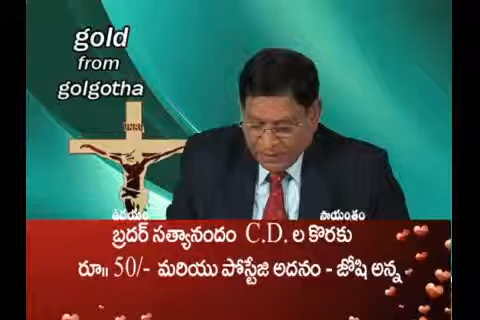 gold
from
golgotha
ఉదయం సాయంత్రం
బ్రదర్ సత్యానందం C.D. ల కొరకు
రూ॥ 50/- మరియు పోస్టేజి అదనం - జోషి అన్న